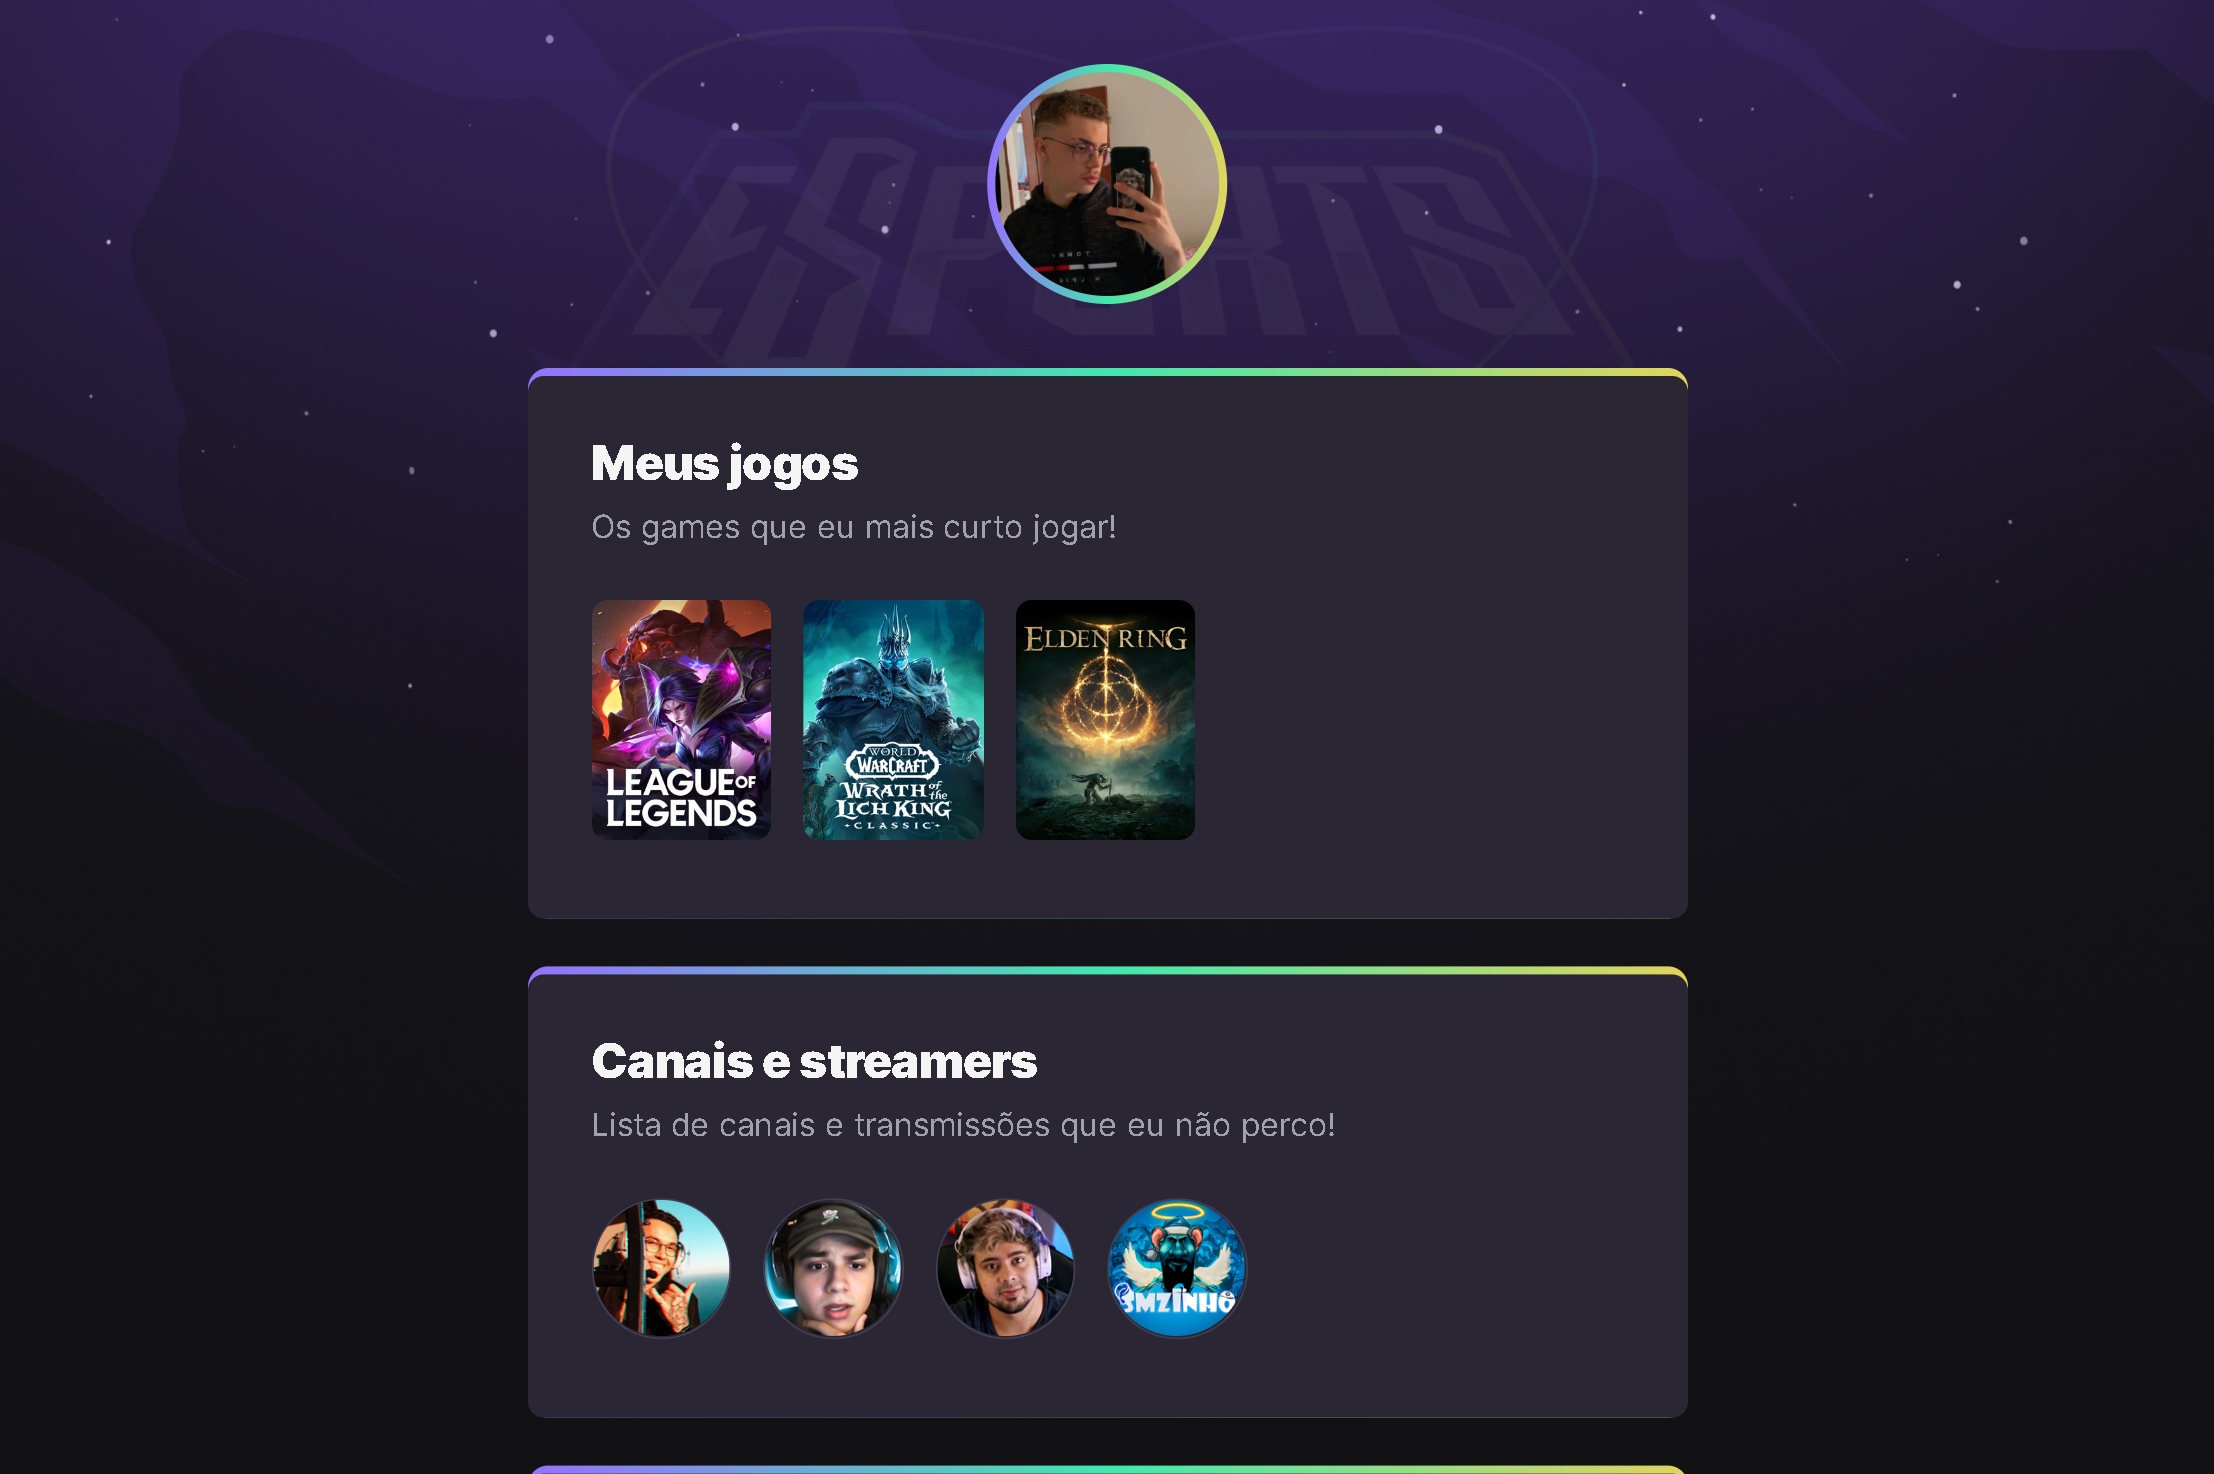 ESPORTS
Meus jogos
Os games que eu mais curto jogar!
LEAGUE OF
LEGENDS
WORLD
WARCRAFT
WRATH of the
LICH KING
CLASSIC
ELDEN RING
Canais e streamers
Lista de canais e transmissões que eu não perco!
3MZINHO